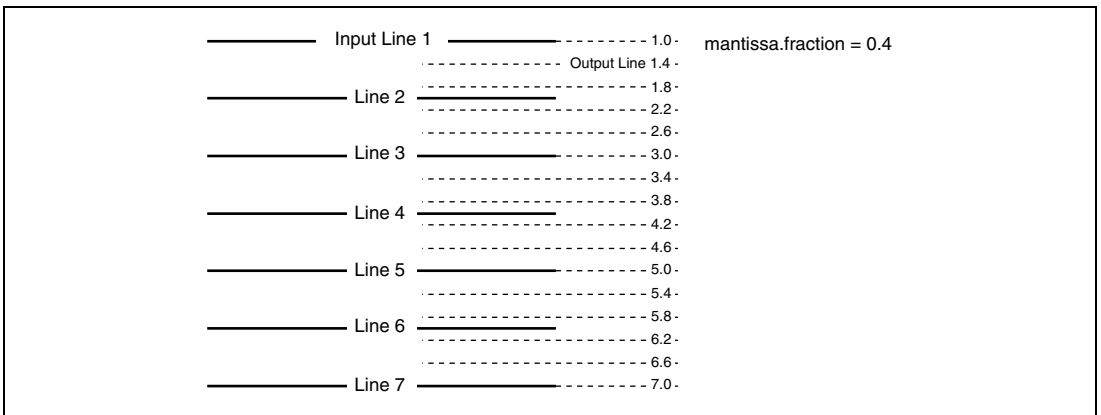 Input Line 1 1.0 mantissa.fraction = 0.4
Output Line 1.4
1.8
Line 2
2.2
2.6
Line 3 3.0
3.4
3.8
Line 4
4.2
4.6
Line 5 5.0
5.4
5.8
Line 6
6.2
6.6
Line 7 7.0